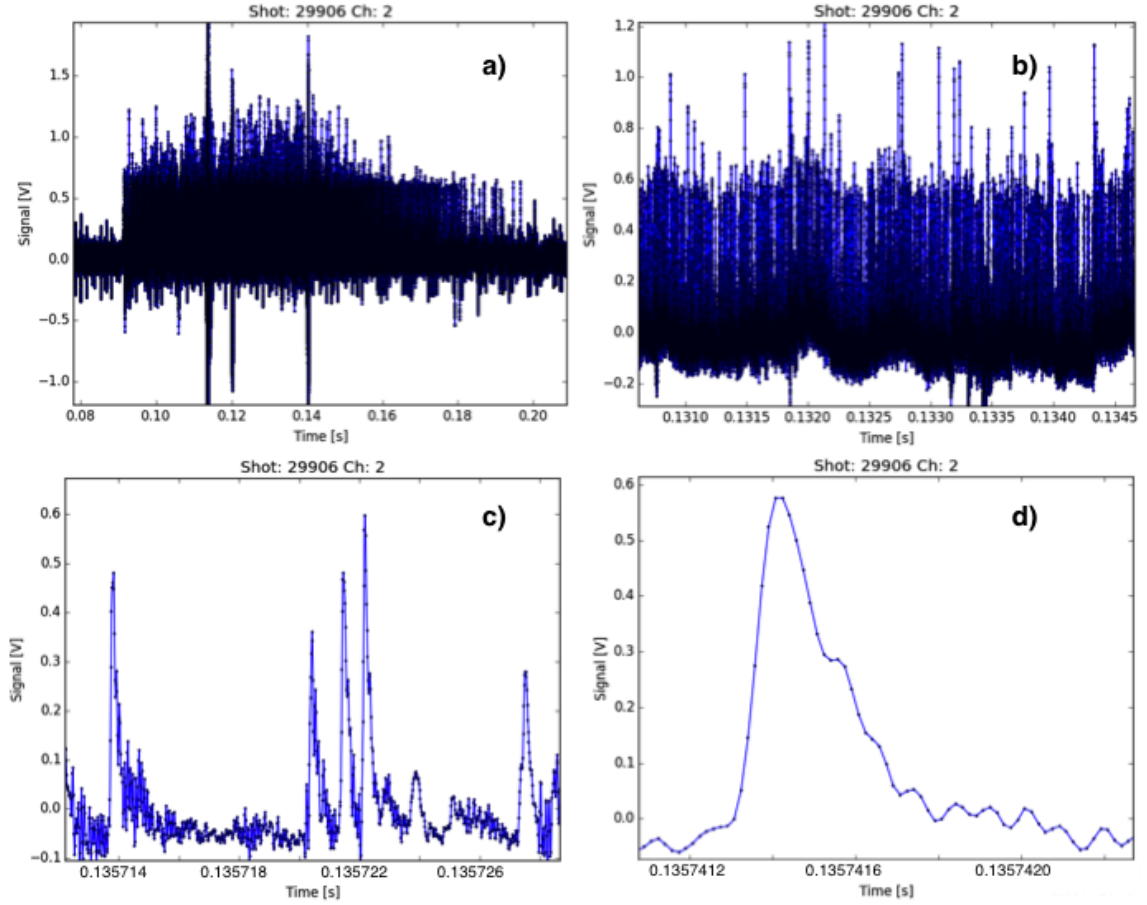 Shot: 29906 Ch: 2
a)
1.5
1.0
0.5
0.0
−0.5
−1.0
Signal [V]
0.08 0.10 0.12 0.14 0.16 0.18 0.20
Time [s]
Shot: 29906 Ch: 2
b)
1.2
1.0
0.8
0.6
0.4
0.2
0.0
−0.2
Signal [V]
0.1310 0.1315 0.1320 0.1325 0.1330 0.1335 0.1340 0.1345
Time [s]
Shot: 29906 Ch: 2
c)
0.6
0.5
0.4
0.3
0.2
0.1
0.0
−0.1
Signal [V]
0.1357714 0.1357718 0.1357722 0.1357726
Time [s]
Shot: 29906 Ch: 2
d)
0.6
0.5
0.4
0.3
0.2
0.1
0.0
Signal [V]
0.1357412 0.1357416 0.1357420
Time [s]